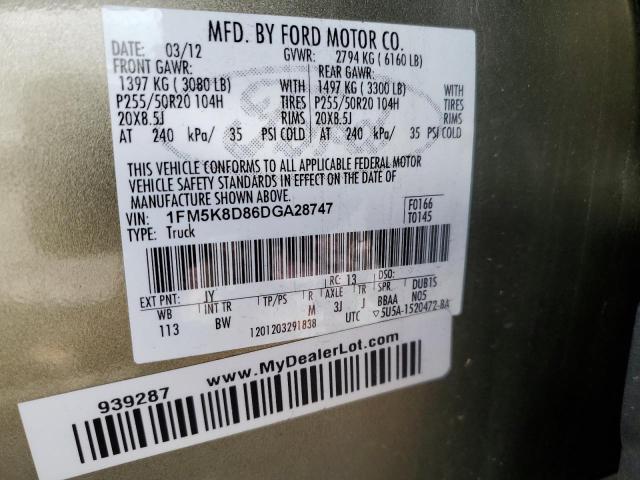 MFD. BY FORD MOTOR CO.
DATE: 03/12 GVWR: 2794 KG ( 6160 LB)
FRONT GAWR: REAR GAWR:
1397 KG ( 3080 LB) WITH 1497 KG ( 3300 LB) WITH
P255/50R20 104H TIRES P255/50R20 104H TIRES
20X8.5J RIMS 20X8.5J RIMS
AT 240 kPa/ 35 PSI COLD AT 240 kPa/ 35 PSI COLD
THIS VEHICLE CONFORMS TO ALL APPLICABLE FEDERAL MOTOR
VEHICLE SAFETY STANDARDS IN EFFECT ON THE DATE OF
MANUFACTURE SHOWN ABOVE.
VIN: 1FM5K8D86DGA28747 F0166
TYPE: Truck T0145
Ford
EXT PNT: JY RC: 13 DSO:
WB INT TR TP/PS R AXLE TR SPR DUB15
113 BW M 3J J BBAA N05
1201203291838 UTC ▽5U5A-1520472-BA
www.MyDealerLot.com
939287